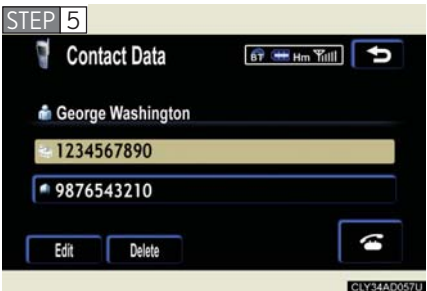 STEP 5
Contact Data
BT Hm
George Washington
1234567890
9876543210
Edit Delete
CLY34AD057U